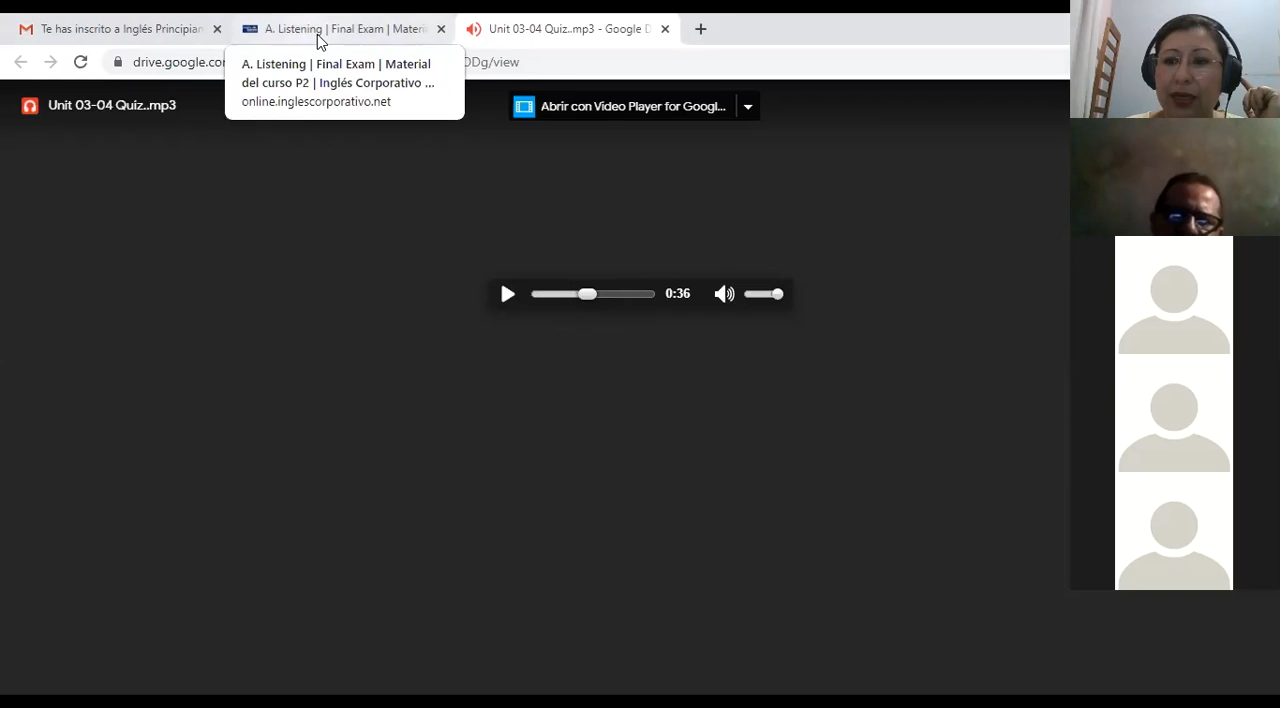 Te has inscrito a Inglés Principian
A. Listening | Final Exam | Materi
Unit 03-04 Quiz..mp3 - Google D
drive.google.co
DDg/view
A. Listening | Final Exam | Material
del curso P2 | Inglés Corporativo ...
online.inglescorporativo.net
Unit 03-04 Quiz..mp3
Abrir con Video Player for Googl...
0:36